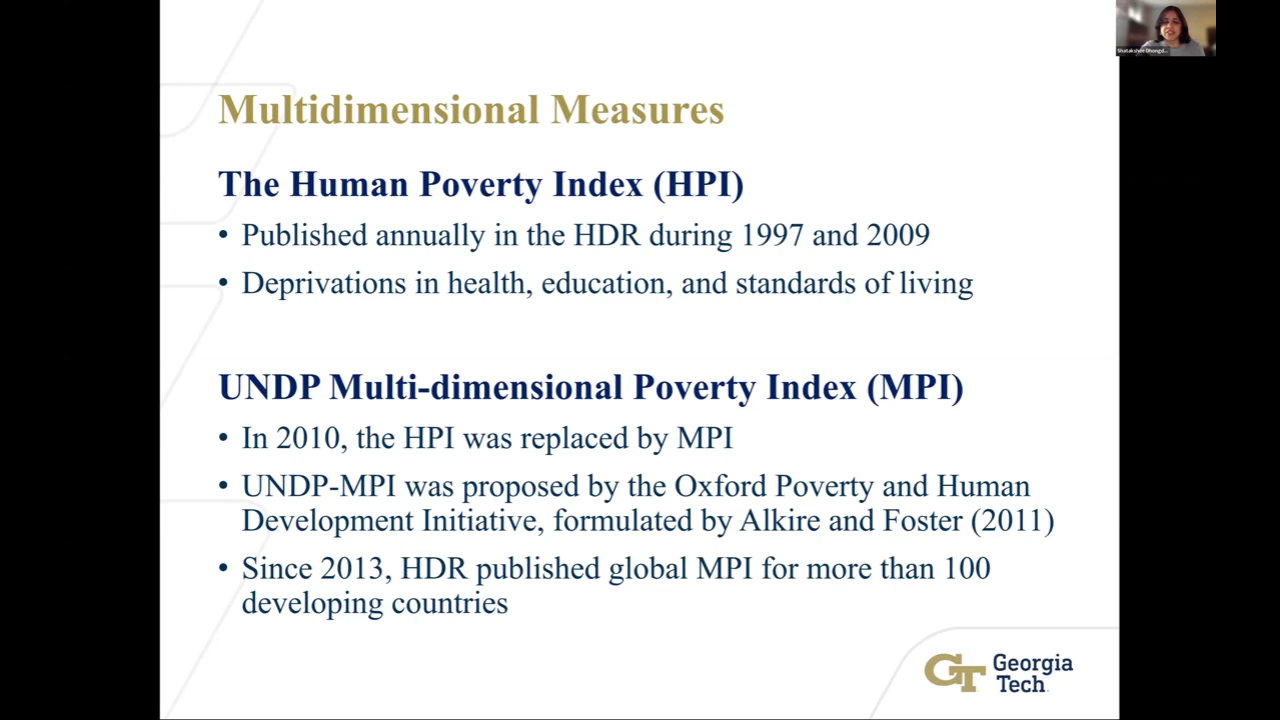 Shatakshee Dhongd...
Multidimensional Measures
The Human Poverty Index (HPI)
• Published annually in the HDR during 1997 and 2009
• Deprivations in health, education, and standards of living
UNDP Multi-dimensional Poverty Index (MPI)
• In 2010, the HPI was replaced by MPI
• UNDP-MPI was proposed by the Oxford Poverty and Human
Development Initiative, formulated by Alkire and Foster (2011)
• Since 2013, HDR published global MPI for more than 100
developing countries
GT Georgia
Tech